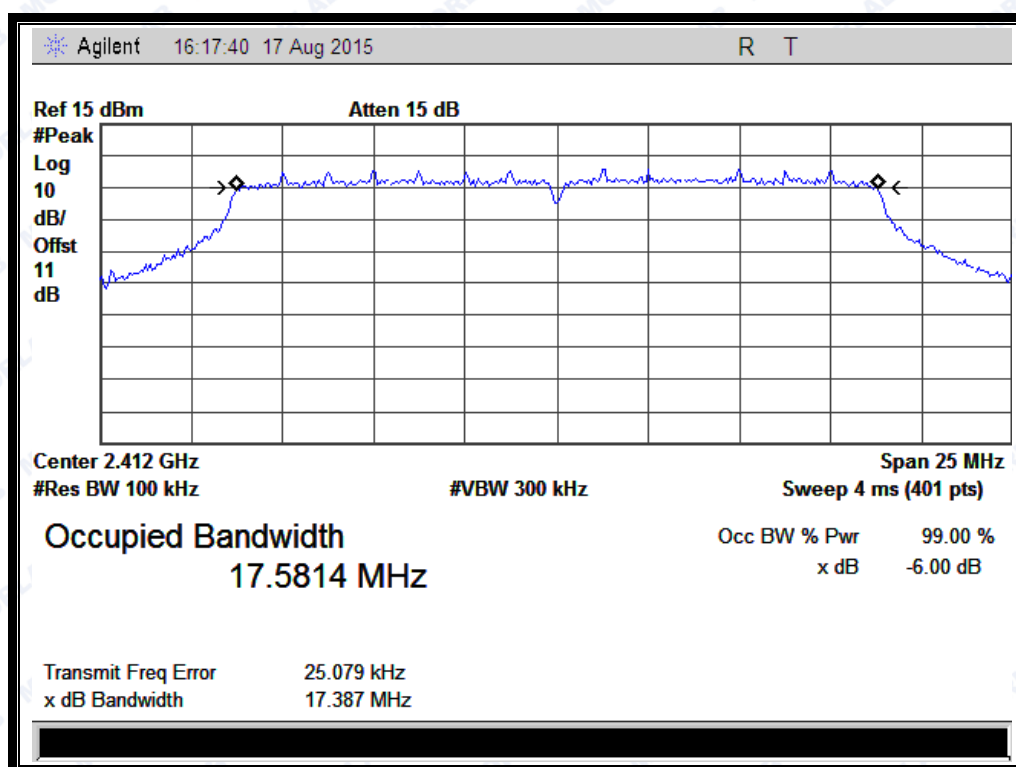 Agilent 16:17:40 17 Aug 2015 R T
Ref 15 dBm Atten 15 dB
#Peak
Log
10
dB/
Offst
11
dB
Center 2.412 GHz Span 25 MHz
#Res BW 100 kHz #VBW 300 kHz Sweep 4 ms (401 pts)
Occupied Bandwidth
17.5814 MHz
Occ BW % Pwr 99.00 %
x dB -6.00 dB
Transmit Freq Error 25.079 kHz
x dB Bandwidth 17.387 MHz